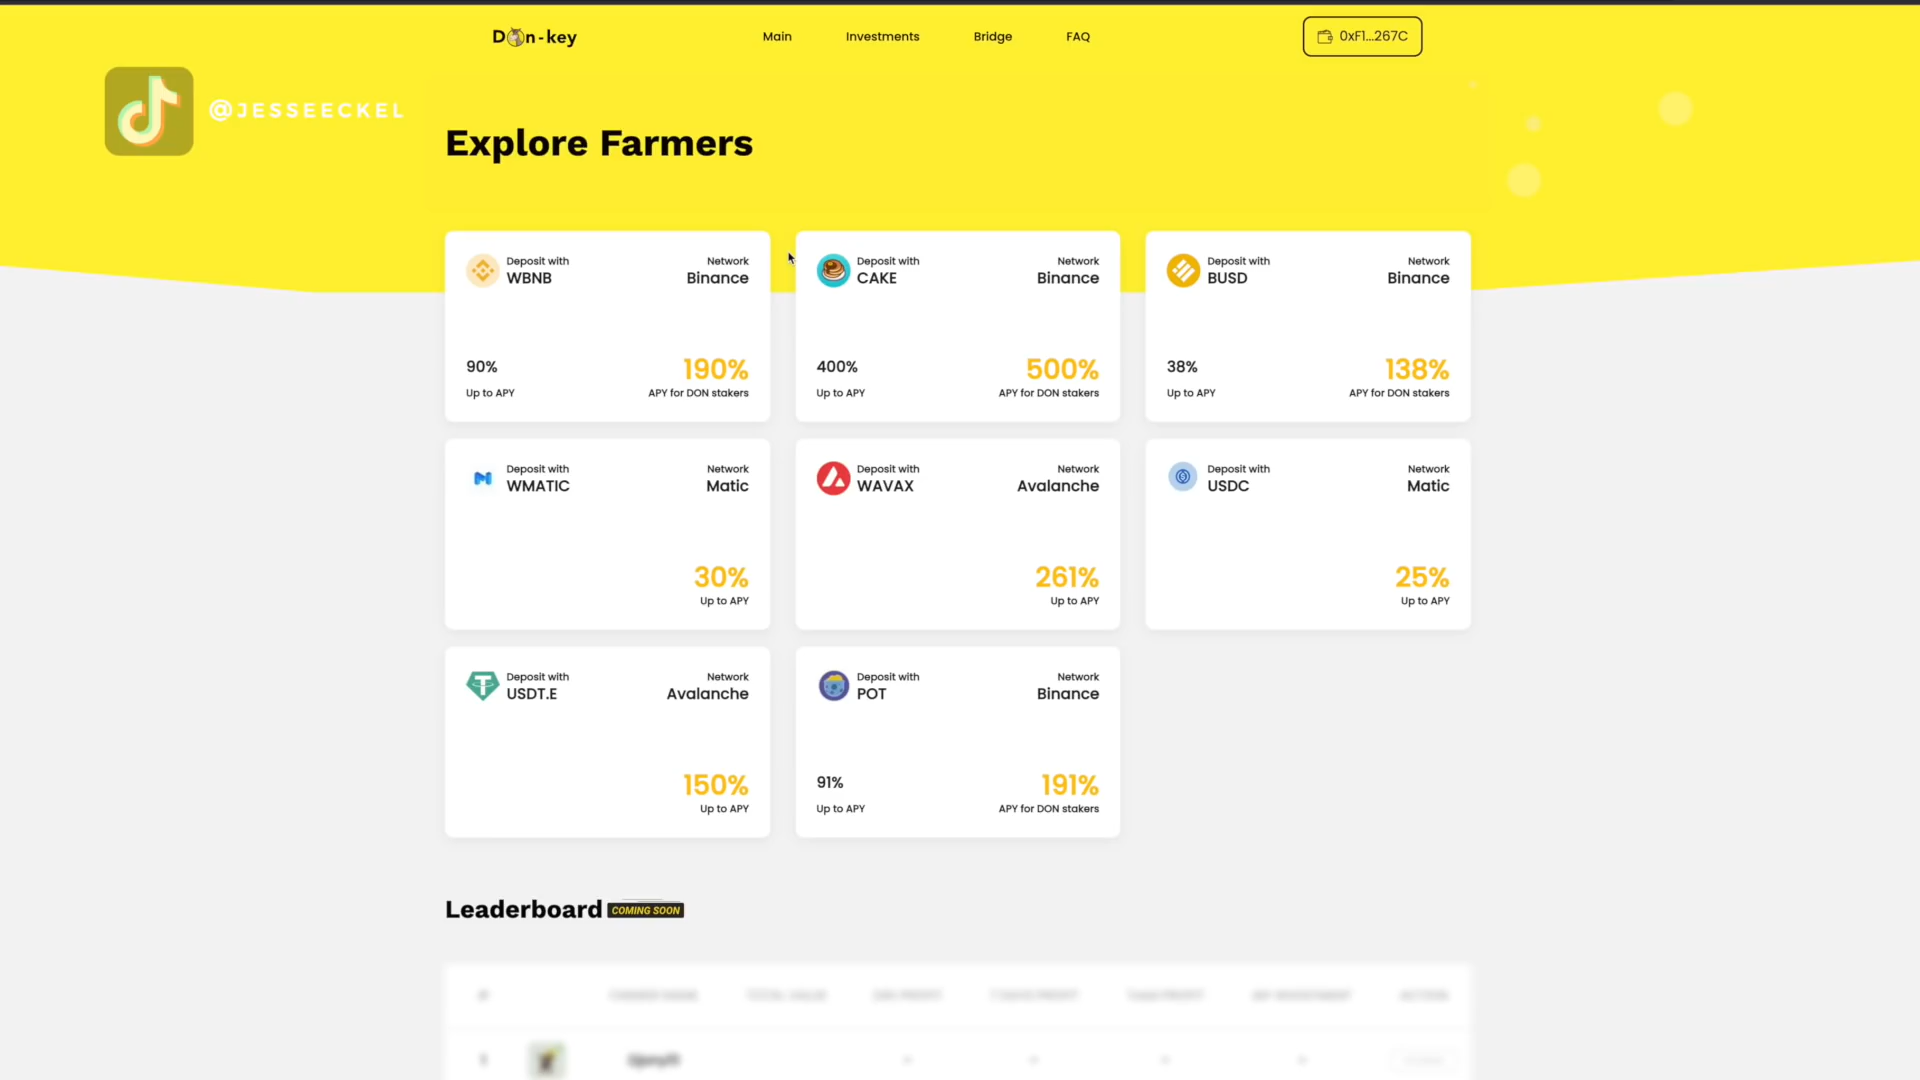 Don-key
Main
Investments
Bridge
FAQ
0xF1...267C
@JESSEECKEL
Explore Farmers
Deposit with
WBNB
Network
Binance
90%
Up to APY
190%
APY for DON stakers
Deposit with
CAKE
Network
Binance
400%
Up to APY
500%
APY for DON stakers
Deposit with
BUSD
Network
Binance
38%
Up to APY
138%
APY for DON stakers
Deposit with
WMATIC
Network
Matic
30%
Up to APY
Deposit with
WAVAX
Network
Avalanche
261%
Up to APY
Deposit with
USDC
Network
Matic
25%
Up to APY
Deposit with
USDT.E
Network
Avalanche
150%
Up to APY
Deposit with
POT
Network
Binance
91%
Up to APY
191%
APY for DON stakers
Leaderboard
COMING SOON